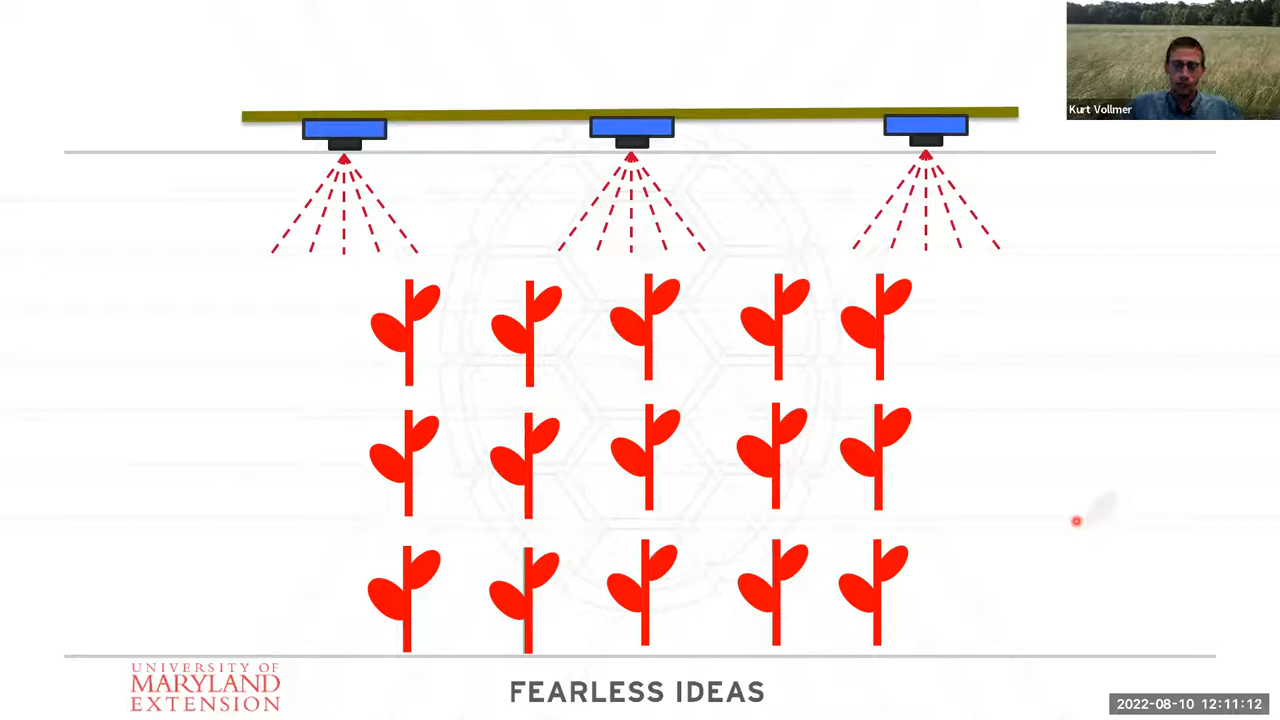 Kurt Vollmer
UNIVERSITY OF
MARYLAND
EXTENSION
FEARLESS IDEAS
2022-08-10 12:11:12